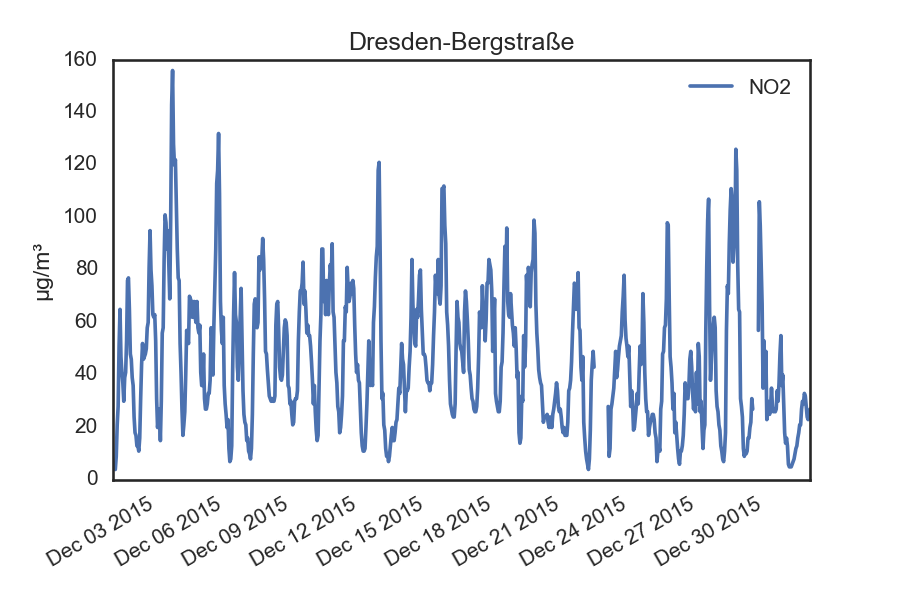 Dresden-Bergstraße
NO2
µg/m³
160
140
120
100
80
60
40
20
0
Dec 03 2015
Dec 06 2015
Dec 09 2015
Dec 12 2015
Dec 15 2015
Dec 18 2015
Dec 21 2015
Dec 24 2015
Dec 27 2015
Dec 30 2015